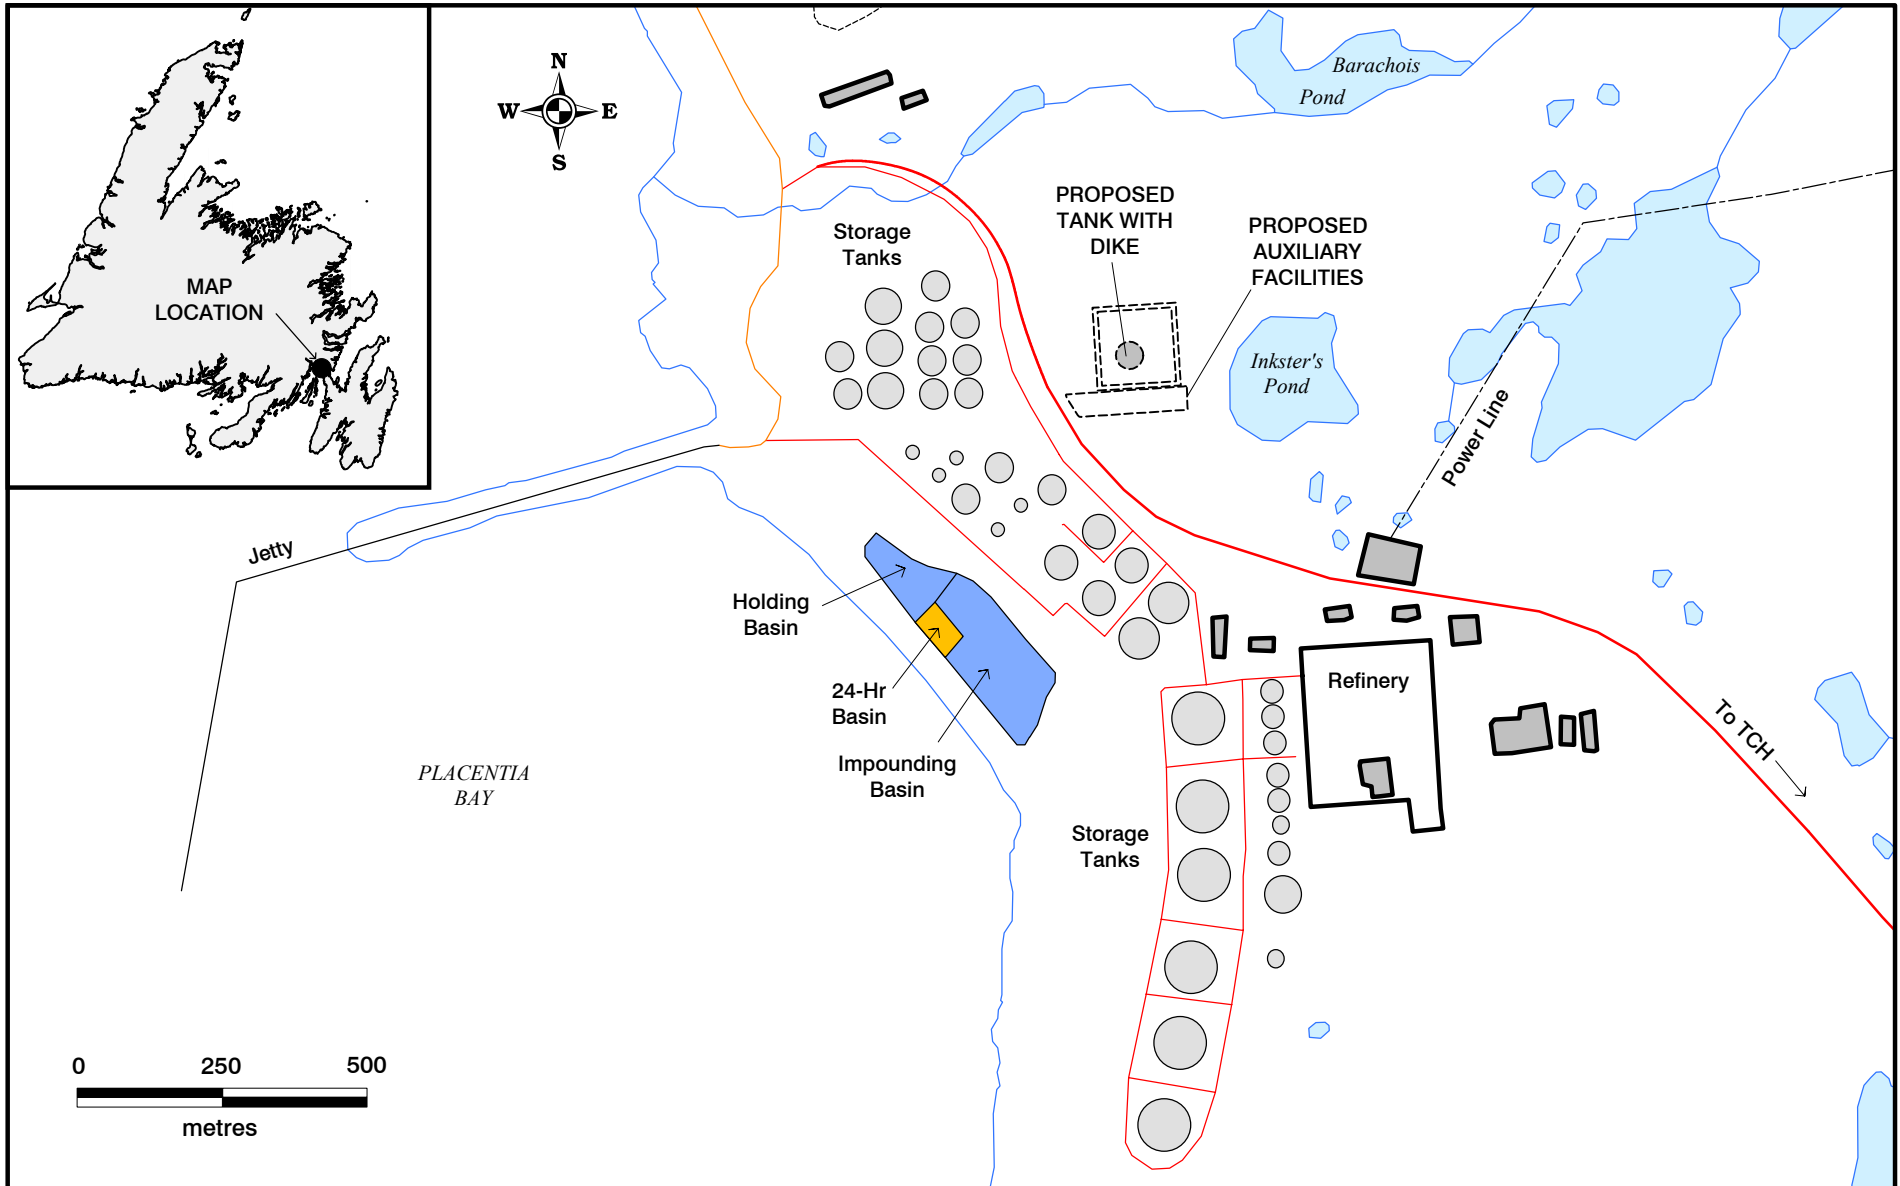 MAP
LOCATION
N
W
E
S
Barachois
Pond
Storage
Tanks
PROPOSED
TANK WITH
DIKE
PROPOSED
AUXILIARY
FACILITIES
Inkster's
Pond
Power Line
Jetty
Holding
Basin
24-Hr
Basin
Impounding
Basin
PLACENTIA
BAY
Refinery
To TCH
Storage
Tanks
0 250 500
metres